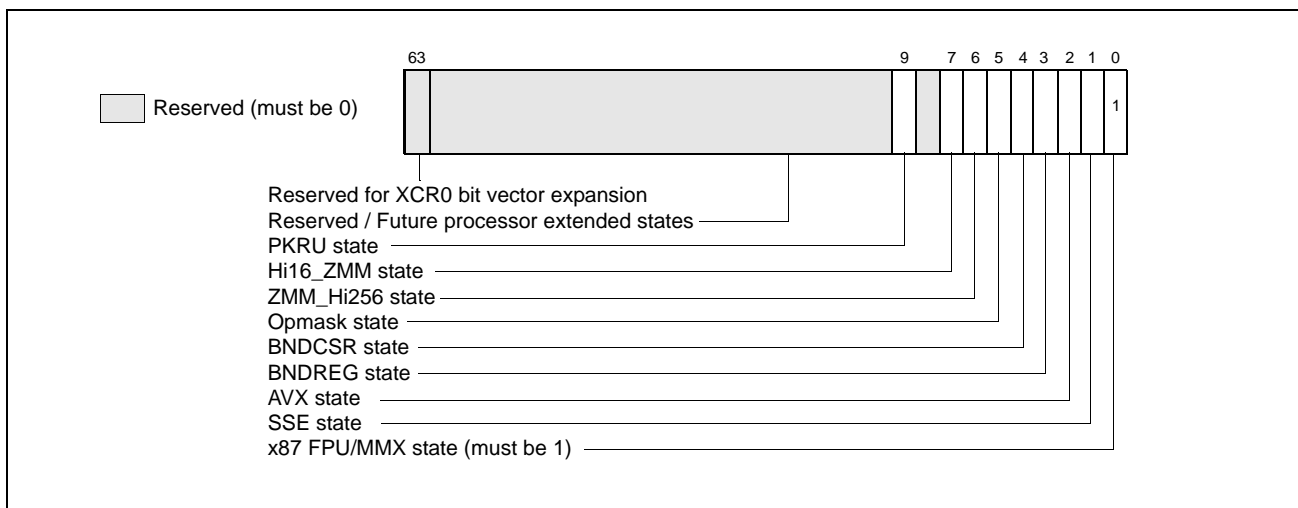 63 9 7 6 5 4 3 2 1 0
Reserved (must be 0)
1
Reserved for XCR0 bit vector expansion
Reserved / Future processor extended states
PKRU state
Hi16_ZMM state
ZMM_Hi256 state
Opmask state
BNDCSR state
BNDREG state
AVX state
SSE state
x87 FPU/MMX state (must be 1)